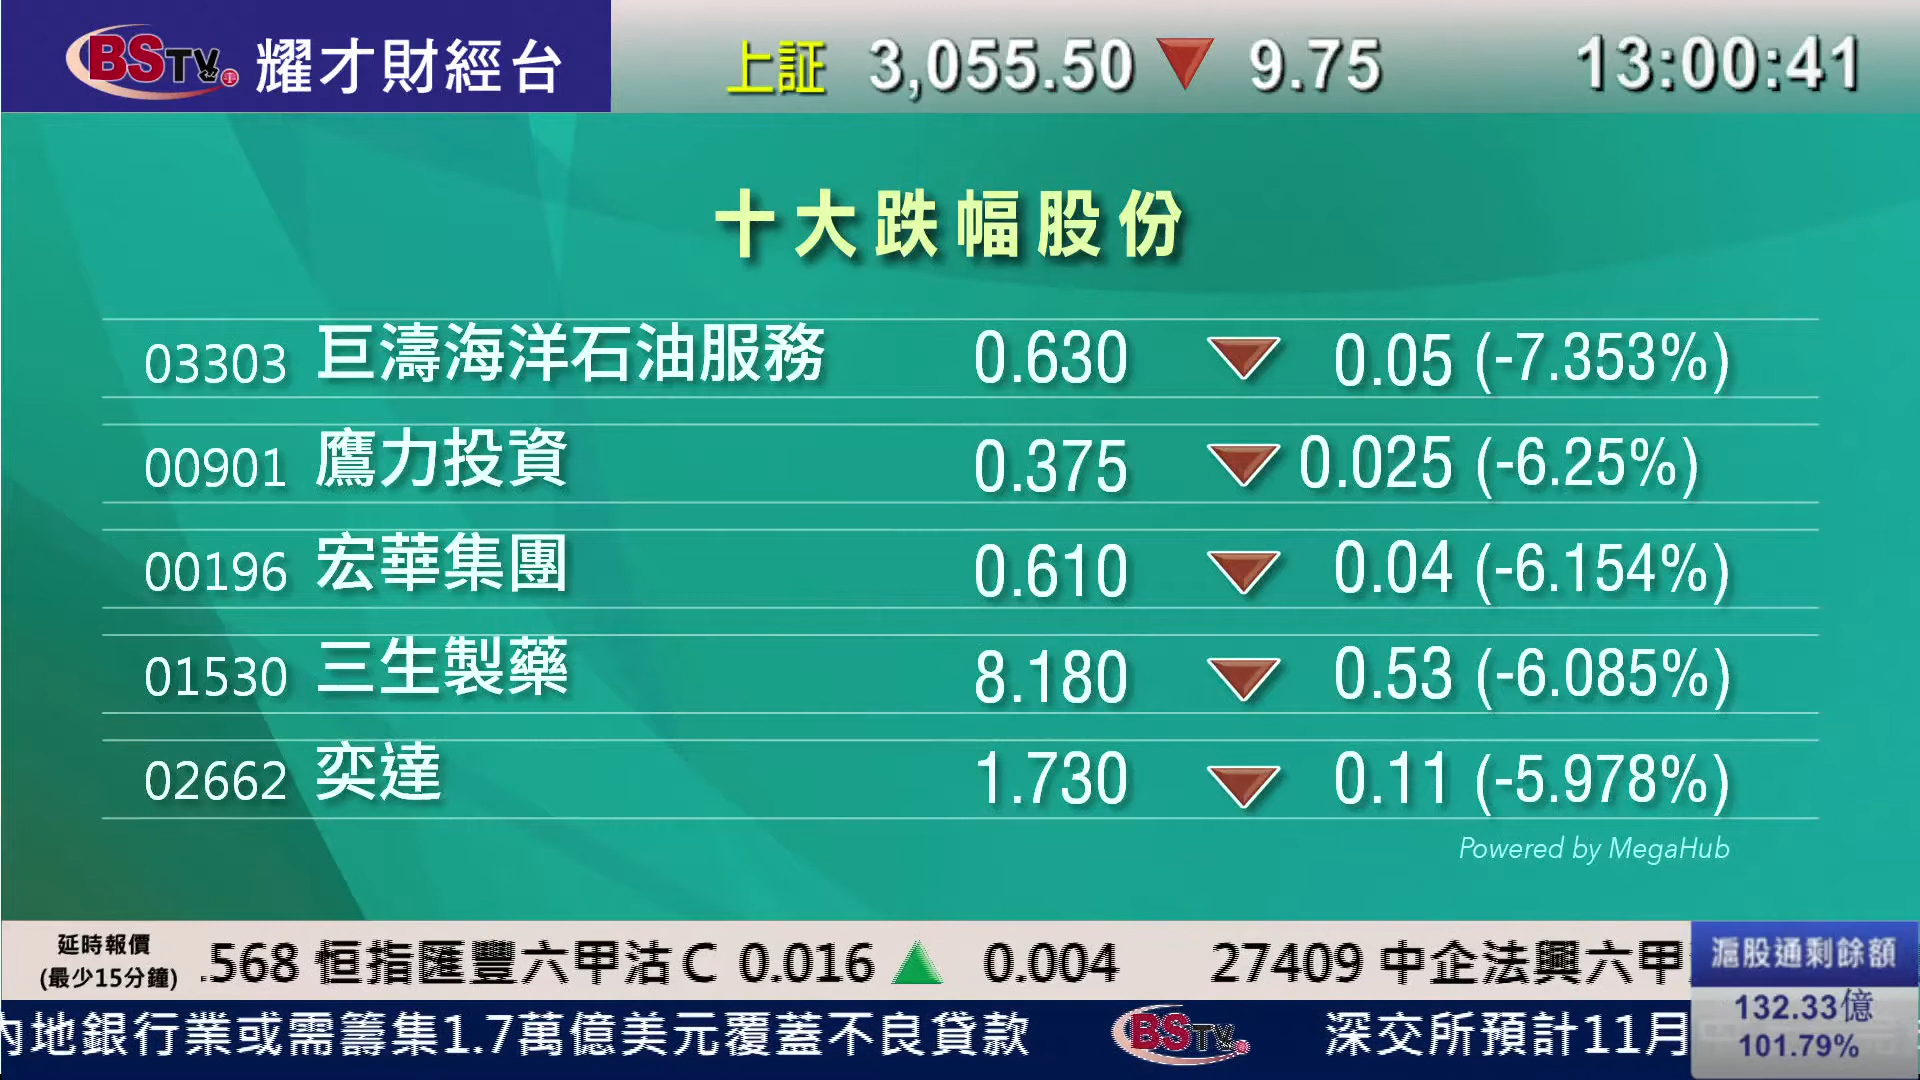 BSTV 耀才財經台
上証 3,055.50 ▼ 9.75 13:00:41
十大跌幅股份
03303 巨濤海洋石油服務 0.630 ▼ 0.05 (-7.353%)
00901 鷹力投資 0.375 ▼ 0.025 (-6.25%)
00196 宏華集團 0.610 ▼ 0.04 (-6.154%)
01530 三生製藥 8.180 ▼ 0.53 (-6.085%)
02662 奕達 1.730 ▼ 0.11 (-5.978%)
Powered by MegaHub
延時報價
(最少15分鐘)
.568 恒指匯豐六甲沽C 0.016 ▲ 0.004 27409 中企法興六甲
滬股通剩餘額
132.33億
101.79%
內地銀行業或需籌集1.7萬億美元覆蓋不良貸款 BSTV 深交所預計11月